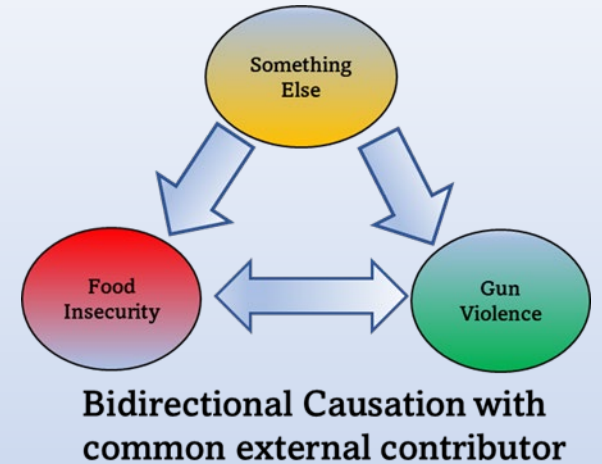 Something
Else
Food
Insecurity
Gun
Violence
Bidirectional Causation with
common external contributor